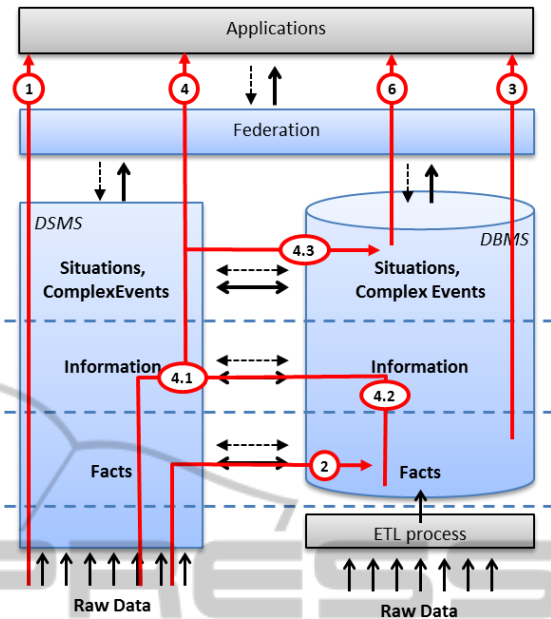 Applications
1
4
6
3
Federation
DSMS
DBMS
4.3
Situations,
ComplexEvents
Situations,
Complex Events
Information
Information
4.1
4.2
Facts
2
Facts
ETL process
Raw Data
Raw Data
PRESS